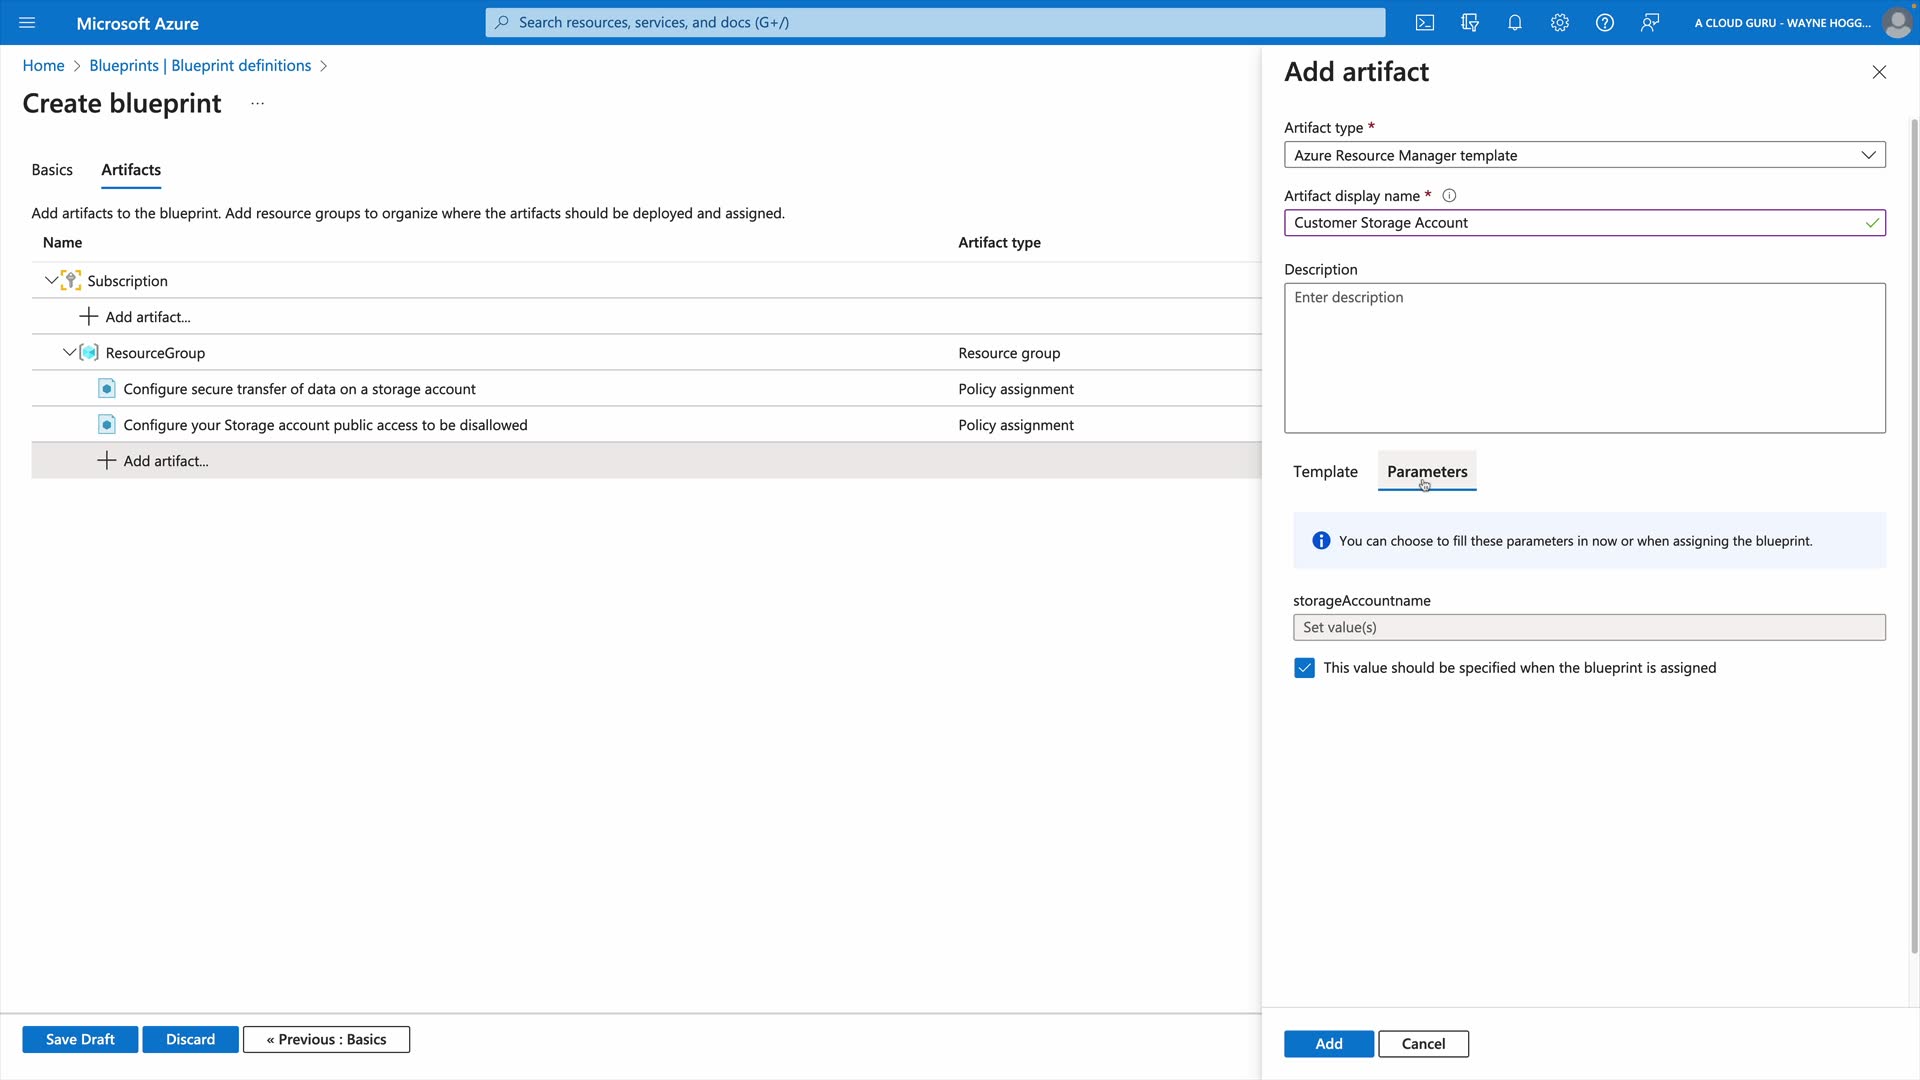 Microsoft Azure
Search resources, services, and docs (G+/)
A CLOUD GURU - WAYNE HOGG...
Home > Blueprints | Blueprint definitions >
Create blueprint ...
Basics
Artifacts
Add artifacts to the blueprint. Add resource groups to organize where the artifacts should be deployed and assigned.
Name
Artifact type
Subscription
Add artifact...
ResourceGroup
Resource group
Configure secure transfer of data on a storage account
Policy assignment
Configure your Storage account public access to be disallowed
Policy assignment
Add artifact...
Save Draft
Discard
« Previous : Basics
Add artifact
Artifact type *
Azure Resource Manager template
Artifact display name *
Customer Storage Account
Description
Enter description
Template
Parameters
You can choose to fill these parameters in now or when assigning the blueprint.
storageAccountname
Set value(s)
This value should be specified when the blueprint is assigned
Add
Cancel